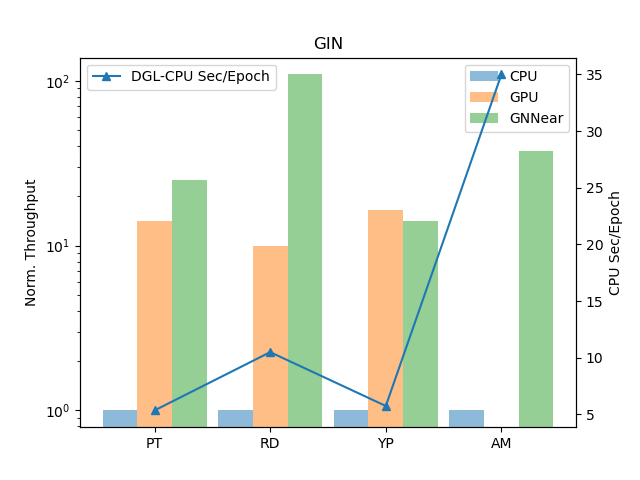 GIN
DGL-CPU Sec/Epoch
CPU
GPU
GNNear
Norm. Throughput
10²
10¹
10⁰
CPU Sec/Epoch
35
30
25
20
15
10
5
PT RD YP AM